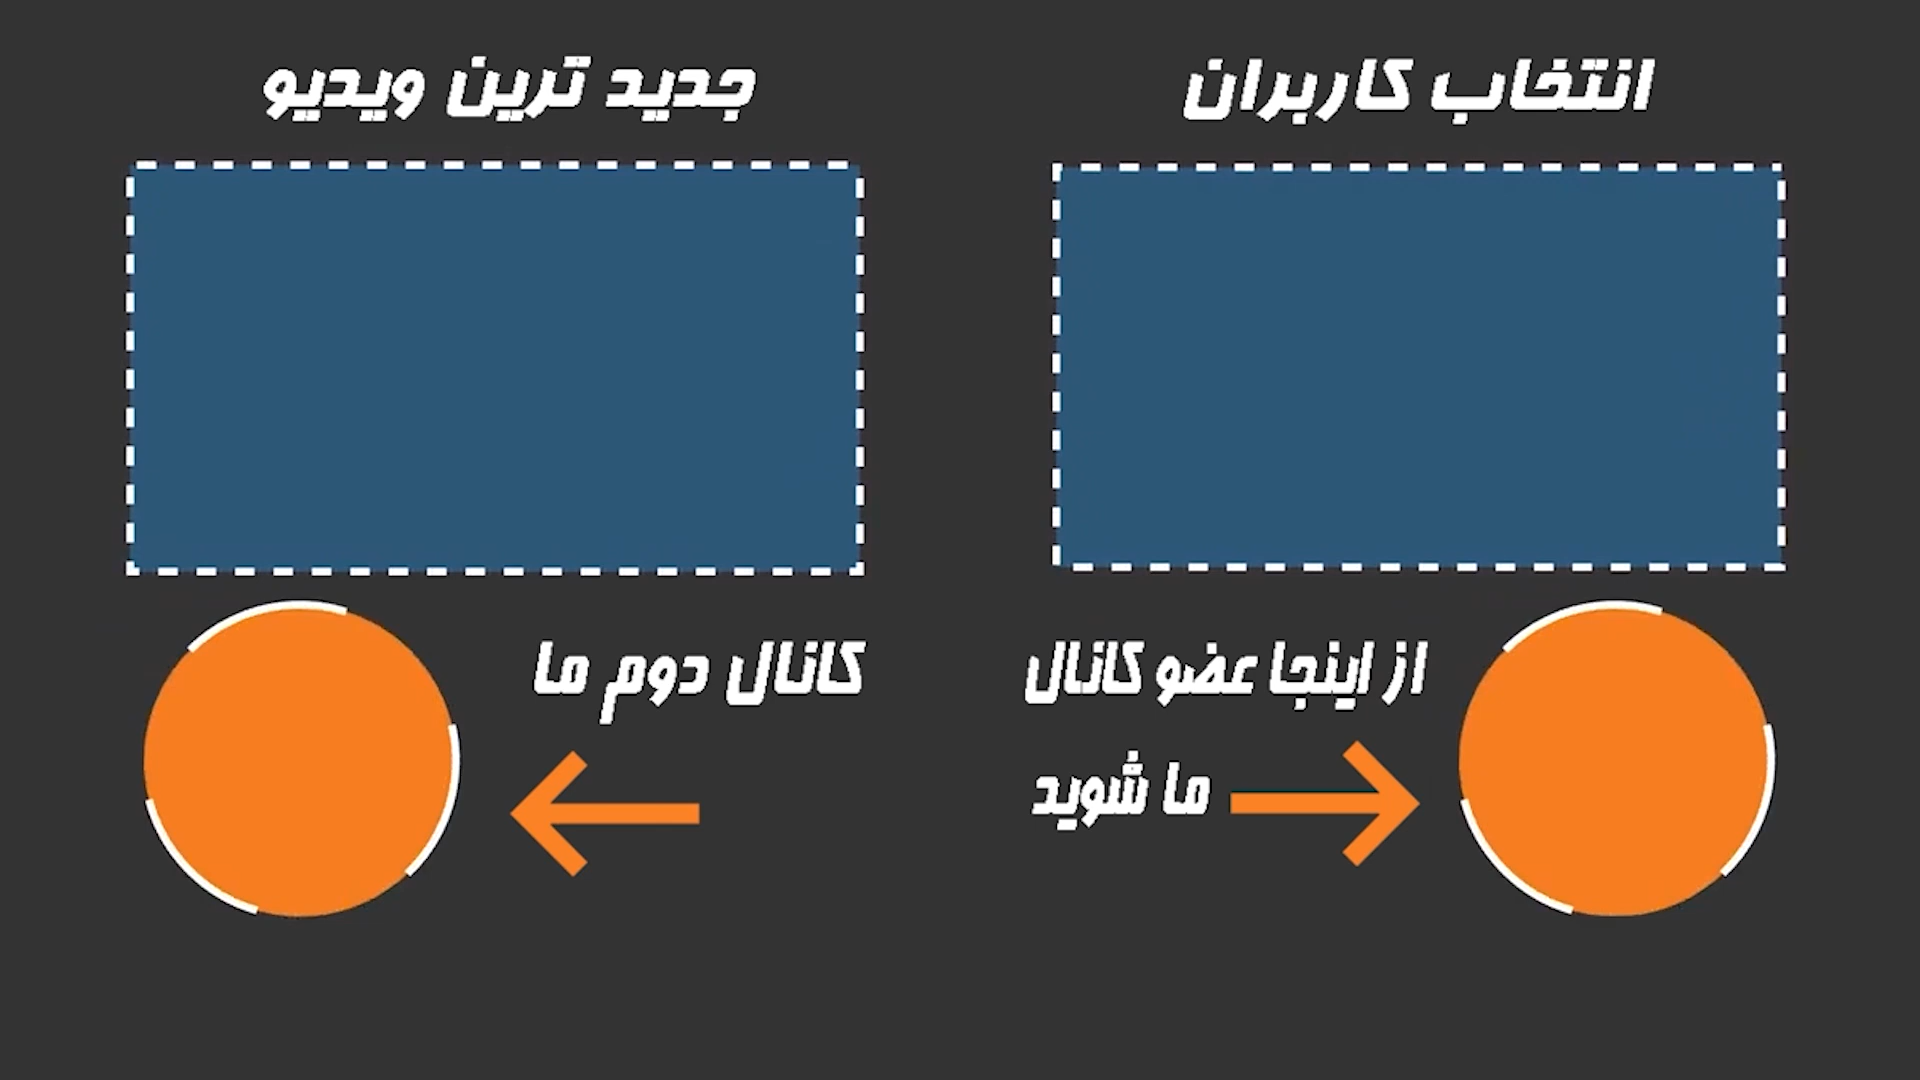 انتخاب کاربران
جدید ترین ویدیو
از اینجا عضو کانال
ما شوید
کانال دوم ما